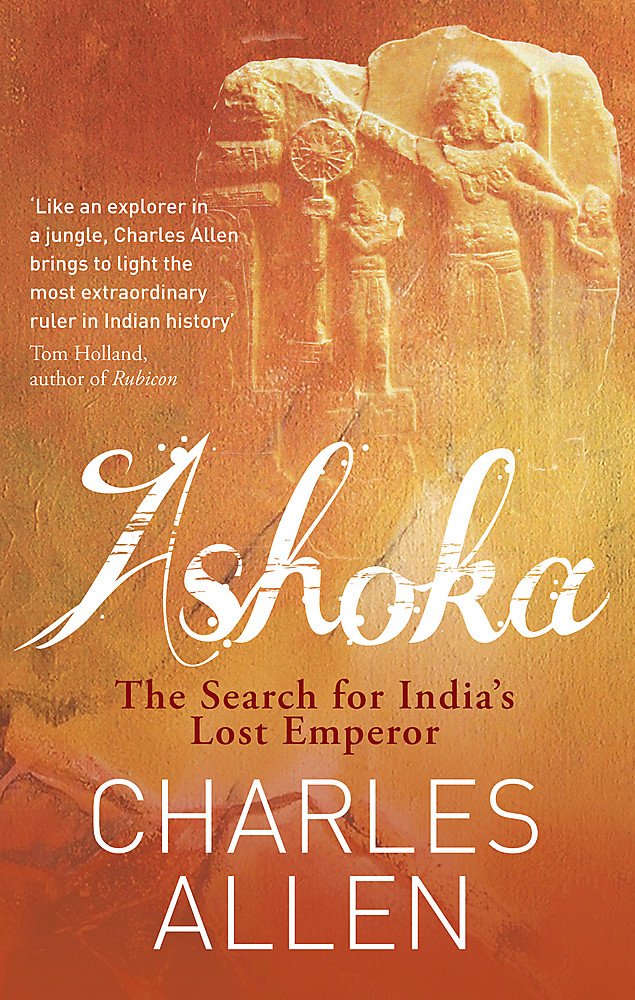 ‘Like an explorer in
a jungle, Charles Allen
brings to light the
most extraordinary
ruler in Indian history’
Tom Holland,
author of Rubicon
Ashoka
The Search for India’s
Lost Emperor
CHARLES
ALLEN